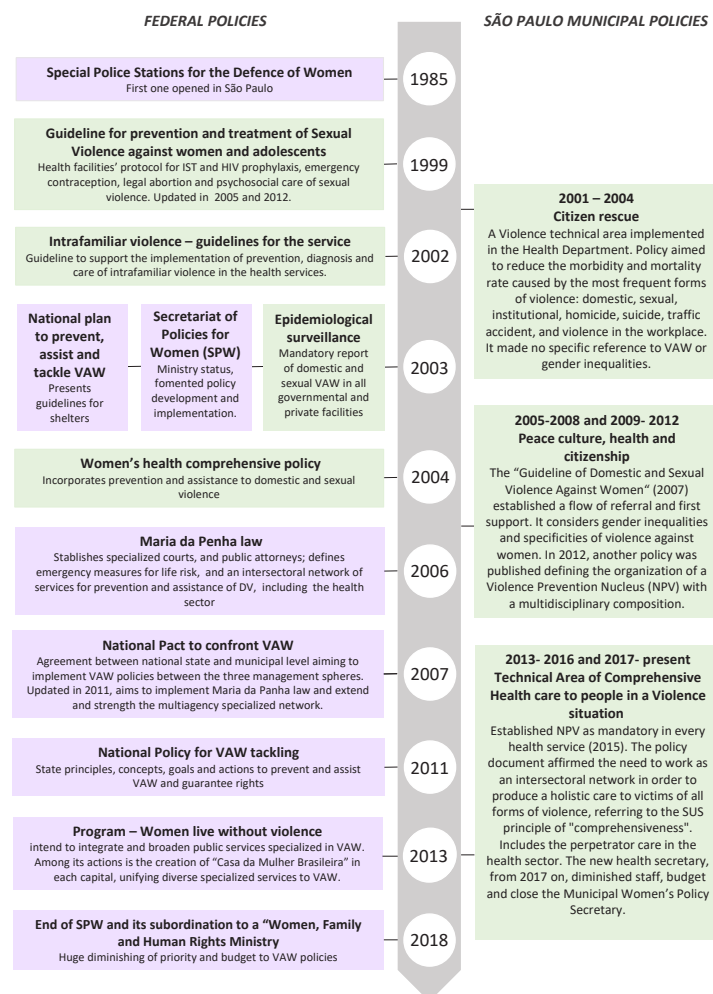 FEDERAL POLICIES
SÃO PAULO MUNICIPAL POLICIES
Special Police Stations for the Defence of Women
First one opened in São Paulo
1985
Guideline for prevention and treatment of Sexual
Violence against women and adolescents
Health facilities’ protocol for IST and HIV prophylaxis, emergency
contraception, legal abortion and psychosocial care of sexual
violence. Updated in 2005 and 2012.
1999
2001 – 2004
Citizen rescue
A Violence technical area implemented
in the Health Department. Policy aimed
to reduce the morbidity and mortality
rate caused by the most frequent forms
of violence: domestic, sexual,
institutional, homicide, suicide, traffic
accident, and violence in the workplace.
It made no specific reference to VAW or
gender inequalities.
Intrafamiliar violence – guidelines for the service
Guideline to support the implementation of prevention, diagnosis and
care of intrafamiliar violence in the health services.
2002
National plan
to prevent,
assist and
tackle VAW
Presents
guidelines for
shelters
Secretariat of
Policies for
Women (SPW)
Ministry status,
fomented policy
development and
implementation.
Epidemiological
surveillance
Mandatory report
of domestic and
sexual VAW in all
governmental and
private facilities
2003
Women’s health comprehensive policy
Incorporates prevention and assistance to domestic and sexual
violence
2004
2005-2008 and 2009- 2012
Peace culture, health and
citizenship
The “Guideline of Domestic and Sexual
Violence Against Women“ (2007)
established a flow of referral and first
support. It considers gender inequalities
and specificities of violence against
women. In 2012, another policy was
published defining the organization of a
Violence Prevention Nucleus (NPV) with
a multidisciplinary composition.
Maria da Penha law
Stablishes specialized courts, and public attorneys; defines
emergency measures for life risk, and an intersectoral network of
services for prevention and assistance of DV, including the health
sector
2006
National Pact to confront VAW
Agreement between national state and municipal level aiming to
implement VAW policies between the three management spheres.
Updated in 2011, aims to implement Maria da Panha law and extend
and strength the multiagency specialized network.
2007
2013- 2016 and 2017- present
Technical Area of Comprehensive
Health care to people in a Violence
situation
Established NPV as mandatory in every
health service (2015). The policy
document affirmed the need to work as
an intersectoral network in order to
produce a holistic care to victims of all
forms of violence, referring to the SUS
principle of "comprehensiveness".
Includes the perpetrator care in the
health sector. The new health secretary,
from 2017 on, diminished staff, budget
and close the Municipal Women’s Policy
Secretary.
National Policy for VAW tackling
State principles, concepts, goals and actions to prevent and assist
VAW and guarantee rights
2011
Program – Women live without violence
intend to integrate and broaden public services specialized in VAW.
Among its actions is the creation of “Casa da Mulher Brasileira” in
each capital, unifying diverse specialized services to VAW.
2013
End of SPW and its subordination to a “Women, Family
and Human Rights Ministry
Huge diminishing of priority and budget to VAW policies
2018